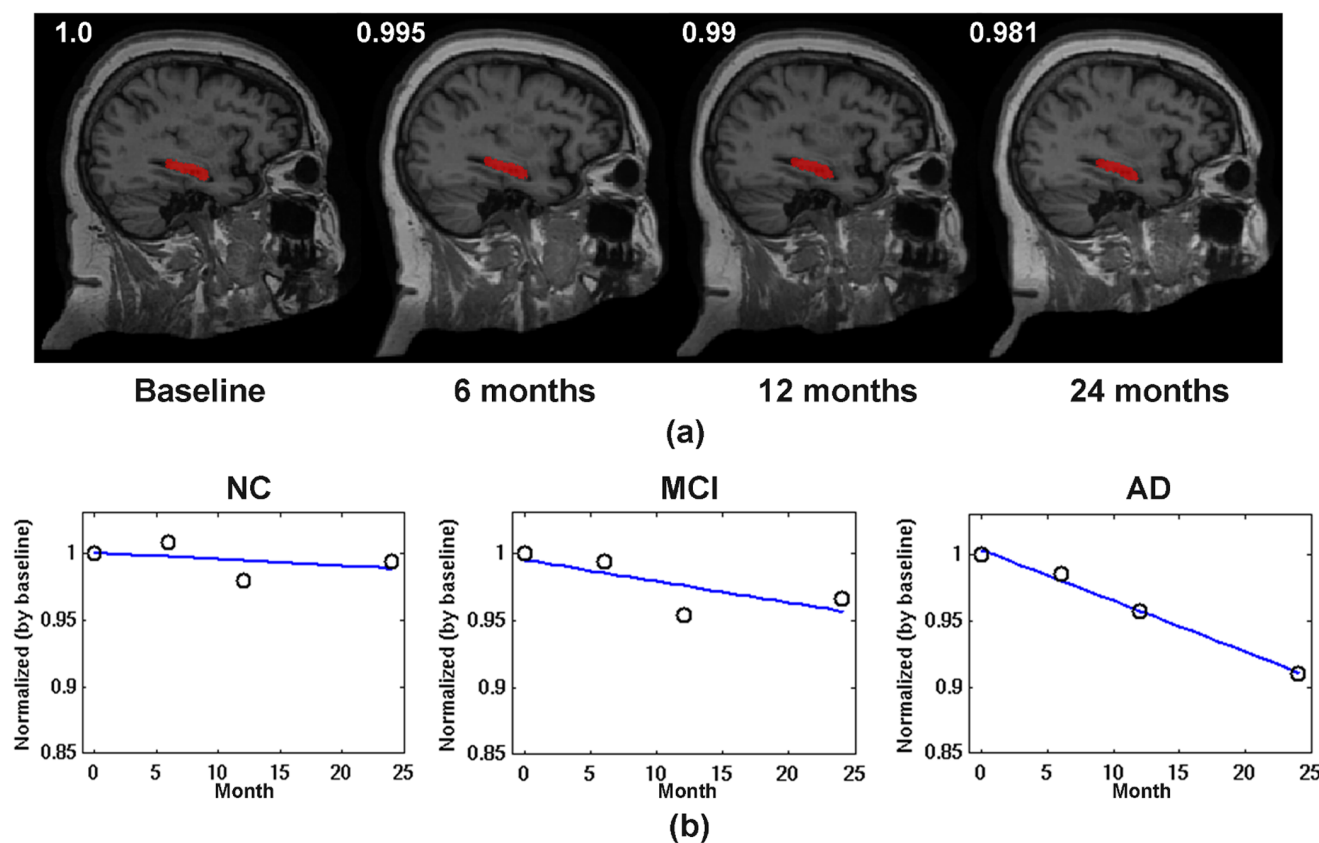 1.0 0.995 0.99 0.981
Baseline 6 months 12 months 24 months
(a)
NC MCI AD
Normalized (by baseline)
1
0.95
0.9
0.85
0 5 10 15 20 25
Month
Normalized (by baseline)
1
0.95
0.9
0.85
0 5 10 15 20 25
Month
Normalized (by baseline)
1
0.95
0.9
0.85
0 5 10 15 20 25
Month
(b)